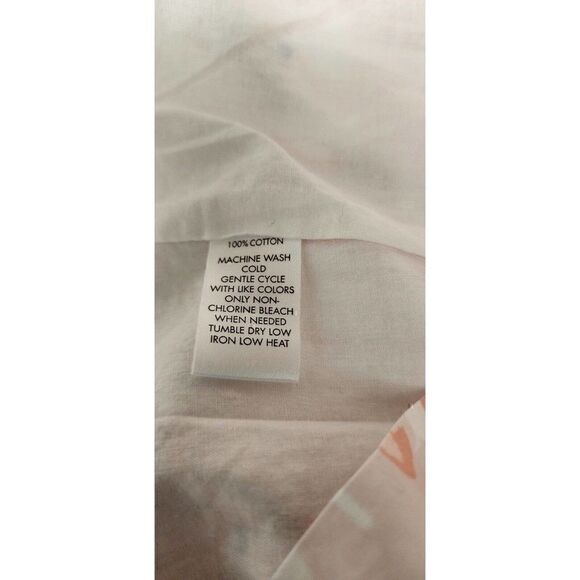 100% COTTON
MACHINE WASH
COLD
GENTLE CYCLE
WITH LIKE COLORS
ONLY NON-
CHLORINE BLEACH
WHEN NEEDED
TUMBLE DRY LOW
IRON LOW HEAT